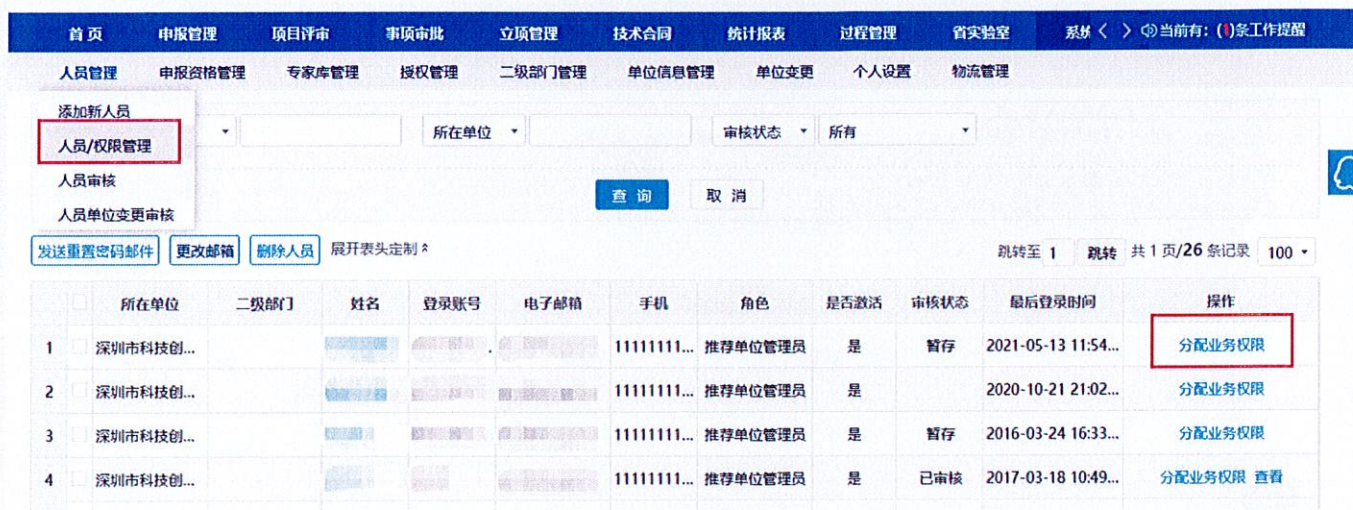 首页 申报管理 项目评审 事项审批 立项管理 技术合同 统计报表 过程管理 省实验室 系统 当前有：(1)条工作提醒
人员管理 申报资格管理 专家库管理 授权管理 二级部门管理 单位信息管理 单位变更 个人设置 物流管理
添加新人员
人员/权限管理 所在单位 审核状态 所有
人员审核
查询 取消
人员单位变更审核
发送重置密码邮件 更改邮箱 删除人员 展开表头定制 跳转至 1 跳转 共 1 页/26 条记录 100
所在单位 二级部门 姓名 登录账号 电子邮箱 手机 角色 是否激活 审核状态 最后登录时间 操作
1 深圳市科技创... 11111111... 推荐单位管理员 是 暂存 2021-05-13 11:54... 分配业务权限
2 深圳市科技创... 11111111... 推荐单位管理员 是 2020-10-21 21:02... 分配业务权限
3 深圳市科技创... 11111111... 推荐单位管理员 是 暂存 2016-03-24 16:33... 分配业务权限
4 深圳市科技创... 11111111... 推荐单位管理员 是 已审核 2017-03-18 10:49... 分配业务权限 查看